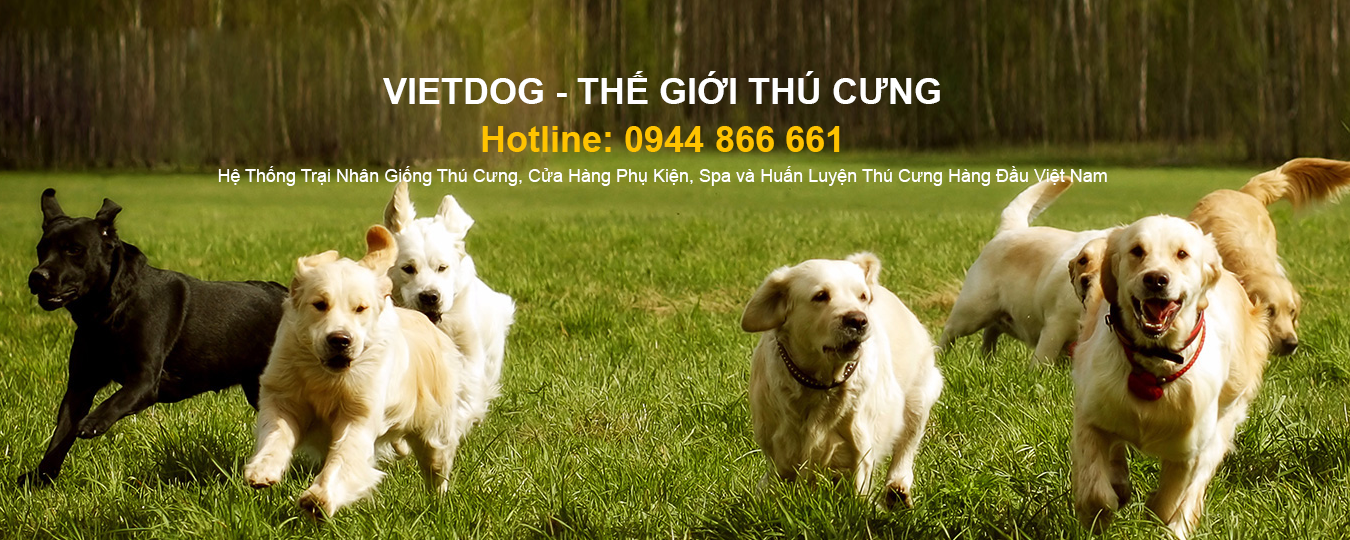 VIETDOG - THẾ GIỚI THÚ CƯNG
Hotline: 0944 866 661
Hệ Thống Trại Nhân Giống Thú Cưng, Cửa Hàng Phụ Kiện, Spa và Huấn Luyện Thú Cưng Hàng Đầu Việt Nam